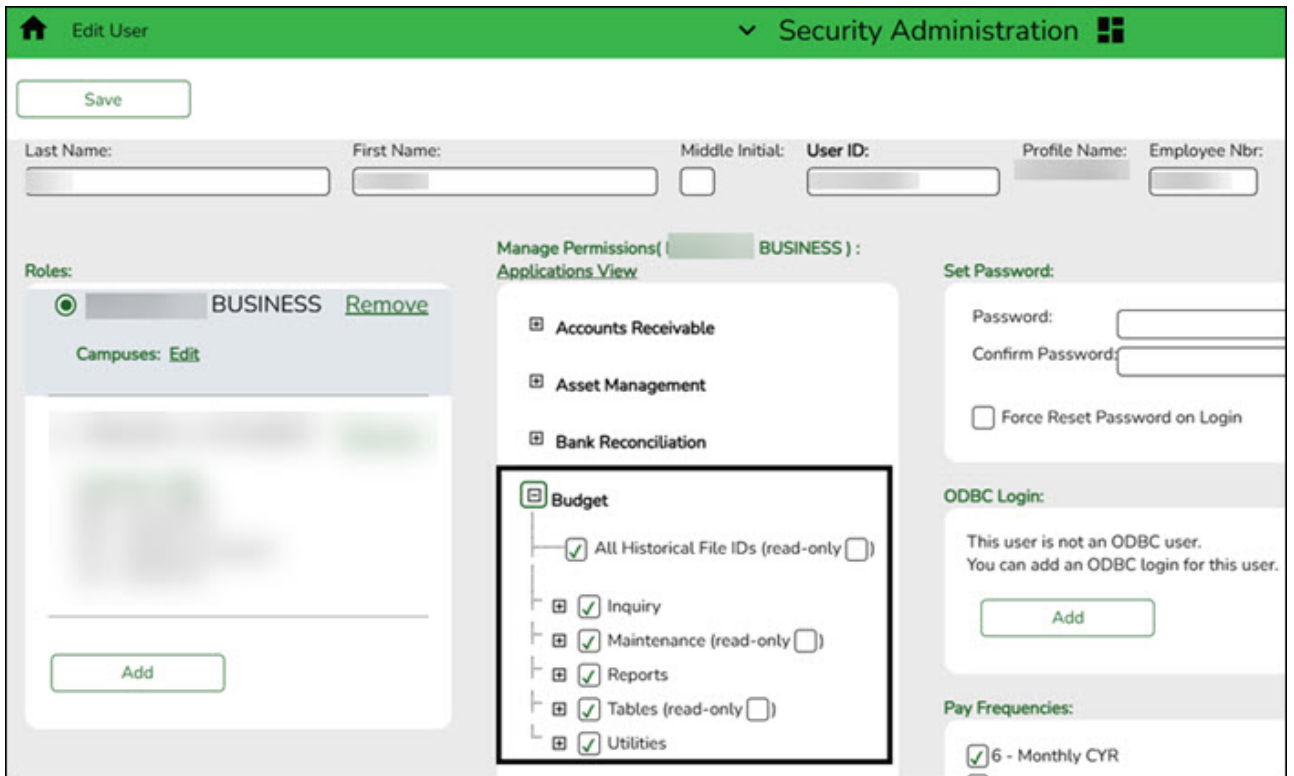 Edit User
Security Administration
Save
Last Name:
First Name:
Middle Initial:
User ID:
Profile Name:
Employee Nbr:
Roles:
BUSINESS Remove
Campuses: Edit
Add
Manage Permissions( BUSINESS ) :
Applications View
Accounts Receivable
Asset Management
Bank Reconciliation
Budget
All Historical File IDs (read-only )
Inquiry
Maintenance (read-only )
Reports
Tables (read-only )
Utilities
Set Password:
Password:
Confirm Password:
Force Reset Password on Login
ODBC Login:
This user is not an ODBC user.
You can add an ODBC login for this user.
Add
Pay Frequencies:
6 - Monthly CYR